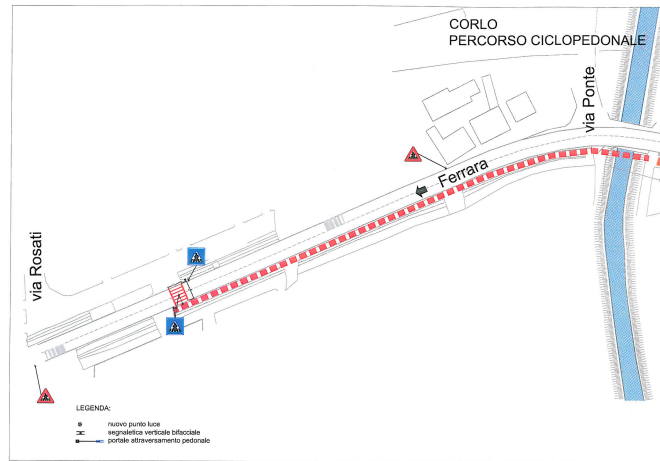 CORLO
PERCORSO CICLOPEDONALE
via Ponte
Ferrara
via Rosati
LEGENDA:
nuovo punto luce
segnaletica verticale bifacciale
portale attraversamento pedonale